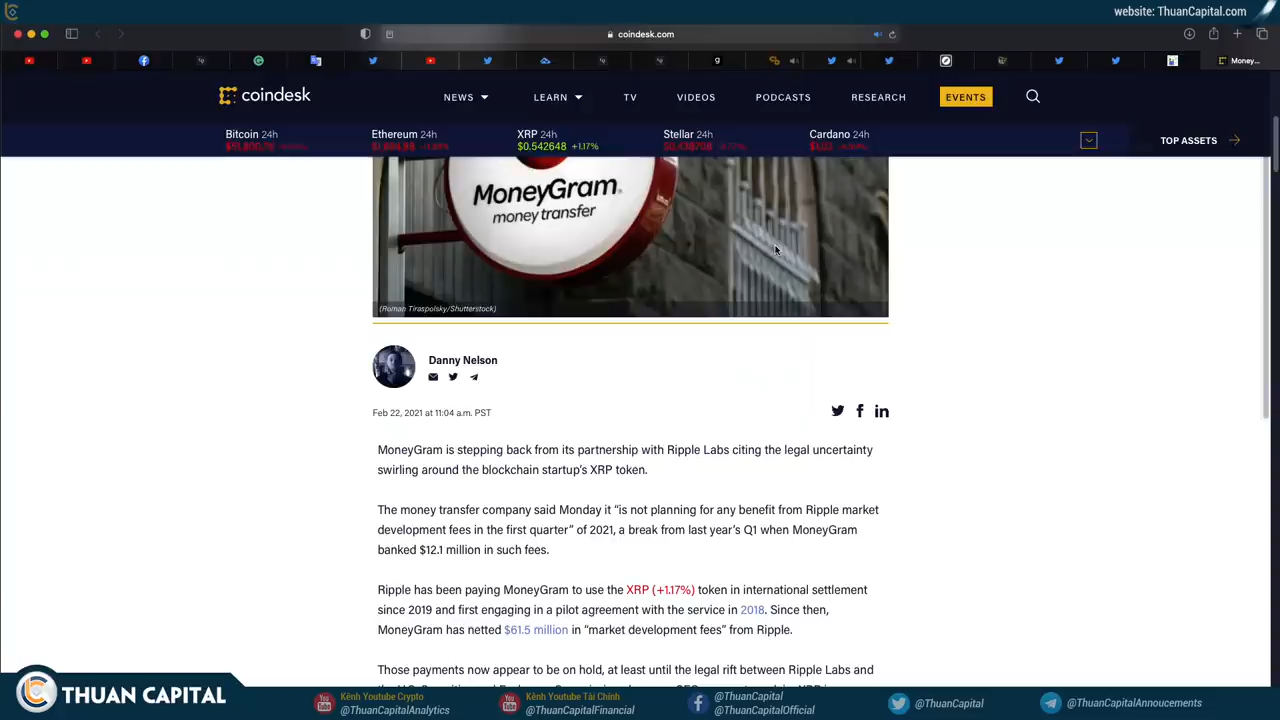 website: ThuanCapital.com
coindesk.com
Money...
coindesk
NEWS
LEARN
TV
VIDEOS
PODCASTS
RESEARCH
EVENTS
Bitcoin 24h
Ethereum 24h
XRP 24h
Stellar 24h
Cardano 24h
$0.542648 +1.17%
TOP ASSETS
MoneyGram
money transfer
(Roman Tiraspolsky/Shutterstock)
Danny Nelson
Feb 22, 2021 at 11:04 a.m. PST
MoneyGram is stepping back from its partnership with Ripple Labs citing the legal uncertainty
swirling around the blockchain startup's XRP token.
The money transfer company said Monday it “is not planning for any benefit from Ripple market
development fees in the first quarter” of 2021, a break from last year's Q1 when MoneyGram
banked $12.1 million in such fees.
Ripple has been paying MoneyGram to use the XRP (+1.17%) token in international settlement
since 2019 and first engaging in a pilot agreement with the service in 2018. Since then,
MoneyGram has netted $61.5 million in “market development fees” from Ripple.
Those payments now appear to be on hold, at least until the legal rift between Ripple Labs and
THUAN CAPITAL
Kênh Youtube Crypto
@ThuanCapitalAnalytics
Kênh Youtube Tài Chính
@ThuanCapitalFinancial
@ThuanCapital
@ThuanCapitalOfficial
@ThuanCapital
@ThuanCapitalAnnoucements